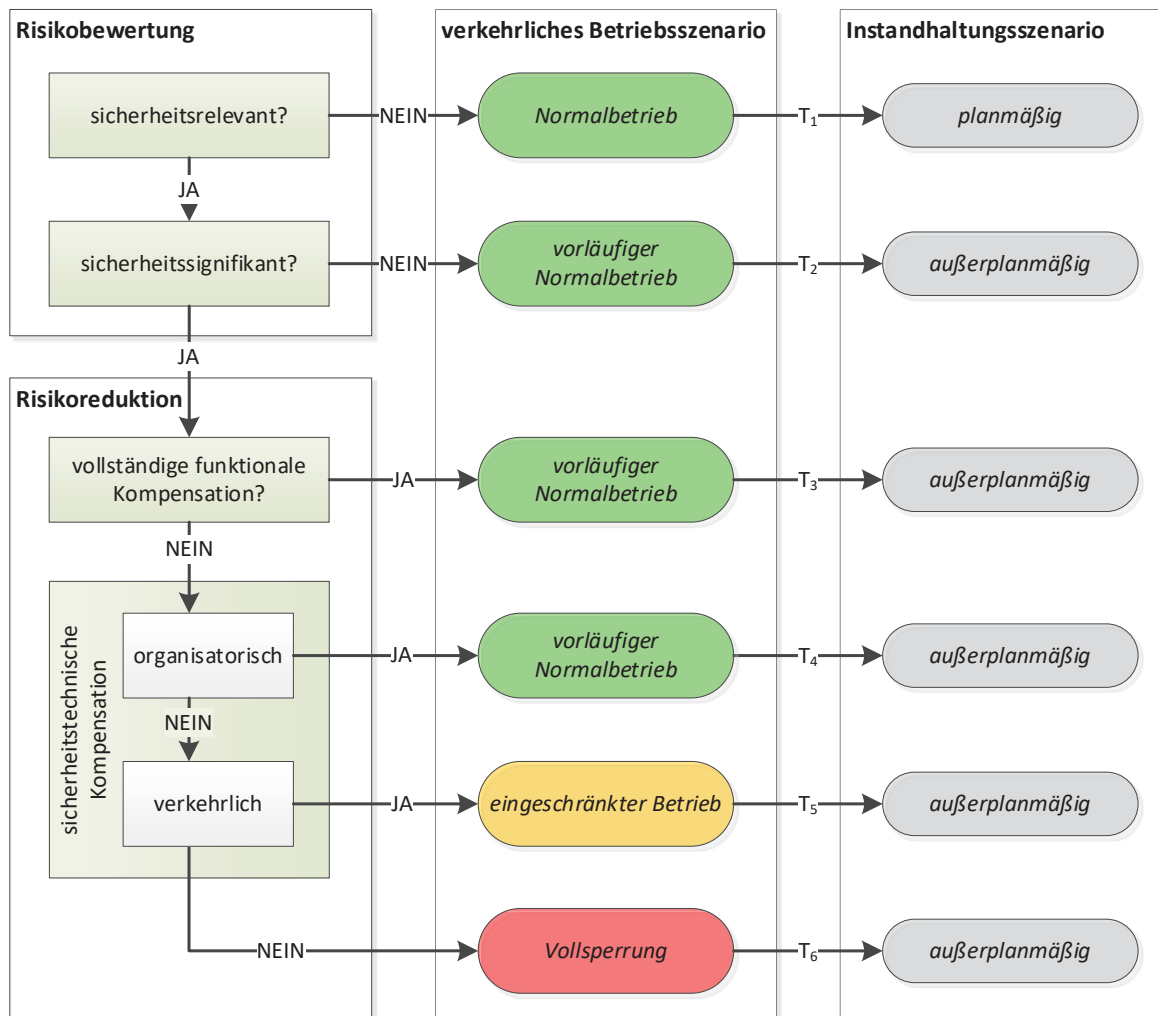 Risikobewertung
verkehrliches Betriebsszenario
Instandhaltungsszenario
sicherheitsrelevant?
NEIN
Normalbetrieb
T₁
planmäßig
JA
sicherheitssignifikant?
NEIN
vorläufiger
Normalbetrieb
T₂
außerplanmäßig
JA
Risikoreduktion
vollständige funktionale
Kompensation?
JA
vorläufiger
Normalbetrieb
T₃
außerplanmäßig
NEIN
sicherheitstechnische
Kompensation
organisatorisch
JA
vorläufiger
Normalbetrieb
T₄
außerplanmäßig
NEIN
verkehrlich
JA
eingeschränkter Betrieb
T₅
außerplanmäßig
NEIN
Vollsperrung
T₆
außerplanmäßig